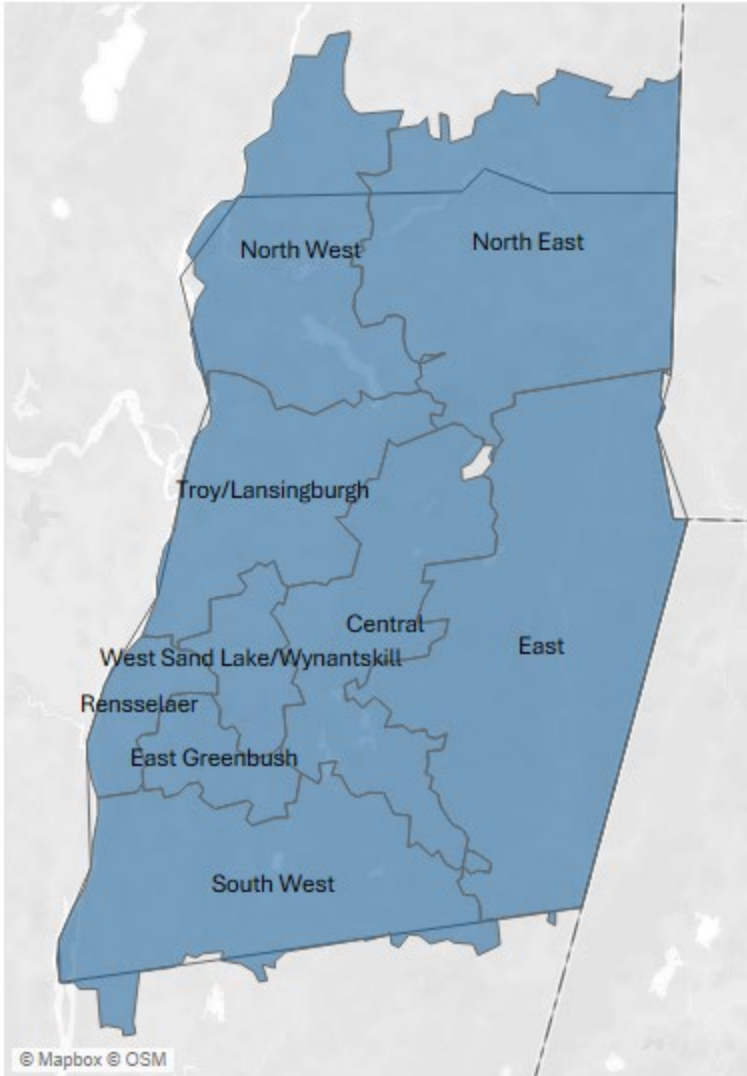 North West
North East
Troy/Lansingburgh
Central
East
West Sand Lake/Wynantskill
Rensselaer
East Greenbush
South West
© Mapbox © OSM